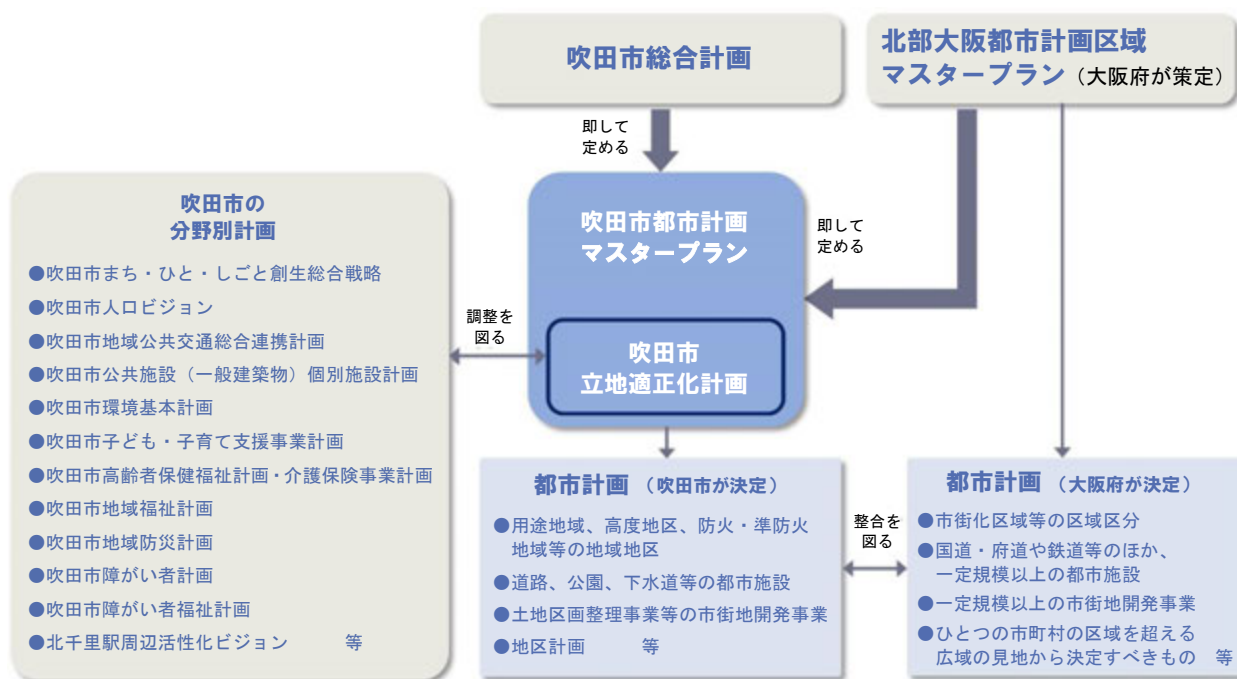 吹田市総合計画
北部大阪都市計画区域
マスタープラン（大阪府が策定）
即して
定める
吹田市の
分野別計画
●吹田市まち・ひと・しごと創生総合戦略
●吹田市人口ビジョン
●吹田市地域公共交通総合連携計画
●吹田市公共施設（一般建築物）個別施設計画
●吹田市環境基本計画
●吹田市子ども・子育て支援事業計画
●吹田市高齢者保健福祉計画・介護保険事業計画
●吹田市地域福祉計画
●吹田市地域防災計画
●吹田市障がい者計画
●吹田市障がい者福祉計画
●北千里駅周辺活性化ビジョン　　等
調整を
図る
吹田市都市計画
マスタープラン
吹田市
立地適正化計画
即して
定める
都市計画（吹田市が決定）
●用途地域、高度地区、防火・準防火
地域等の地域地区
●道路、公園、下水道等の都市施設
●土地区画整理事業等の市街地開発事業
●地区計画　　等
整合を
図る
都市計画（大阪府が決定）
●市街化区域等の区域区分
●国道・府道や鉄道等のほか、
一定規模以上の都市施設
●一定規模以上の市街地開発事業
●ひとつの市町村の区域を超える
広域の見地から決定すべきもの　等